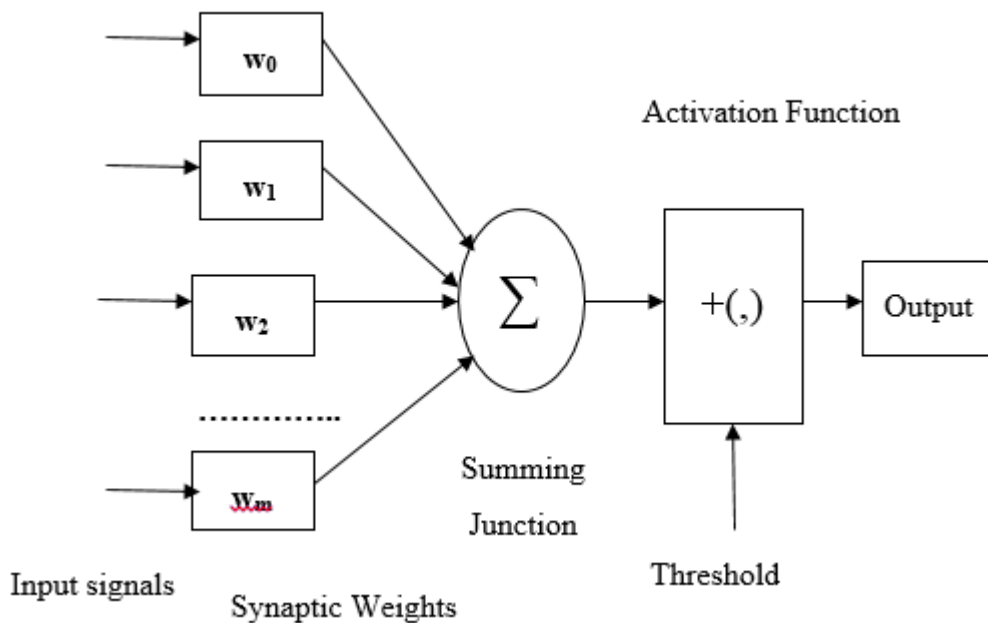 w₀
Activation Function
w₁
w₂
Σ
+(,)
Output
..............
wₘ
Summing
Junction
Threshold
Input signals
Synaptic Weights